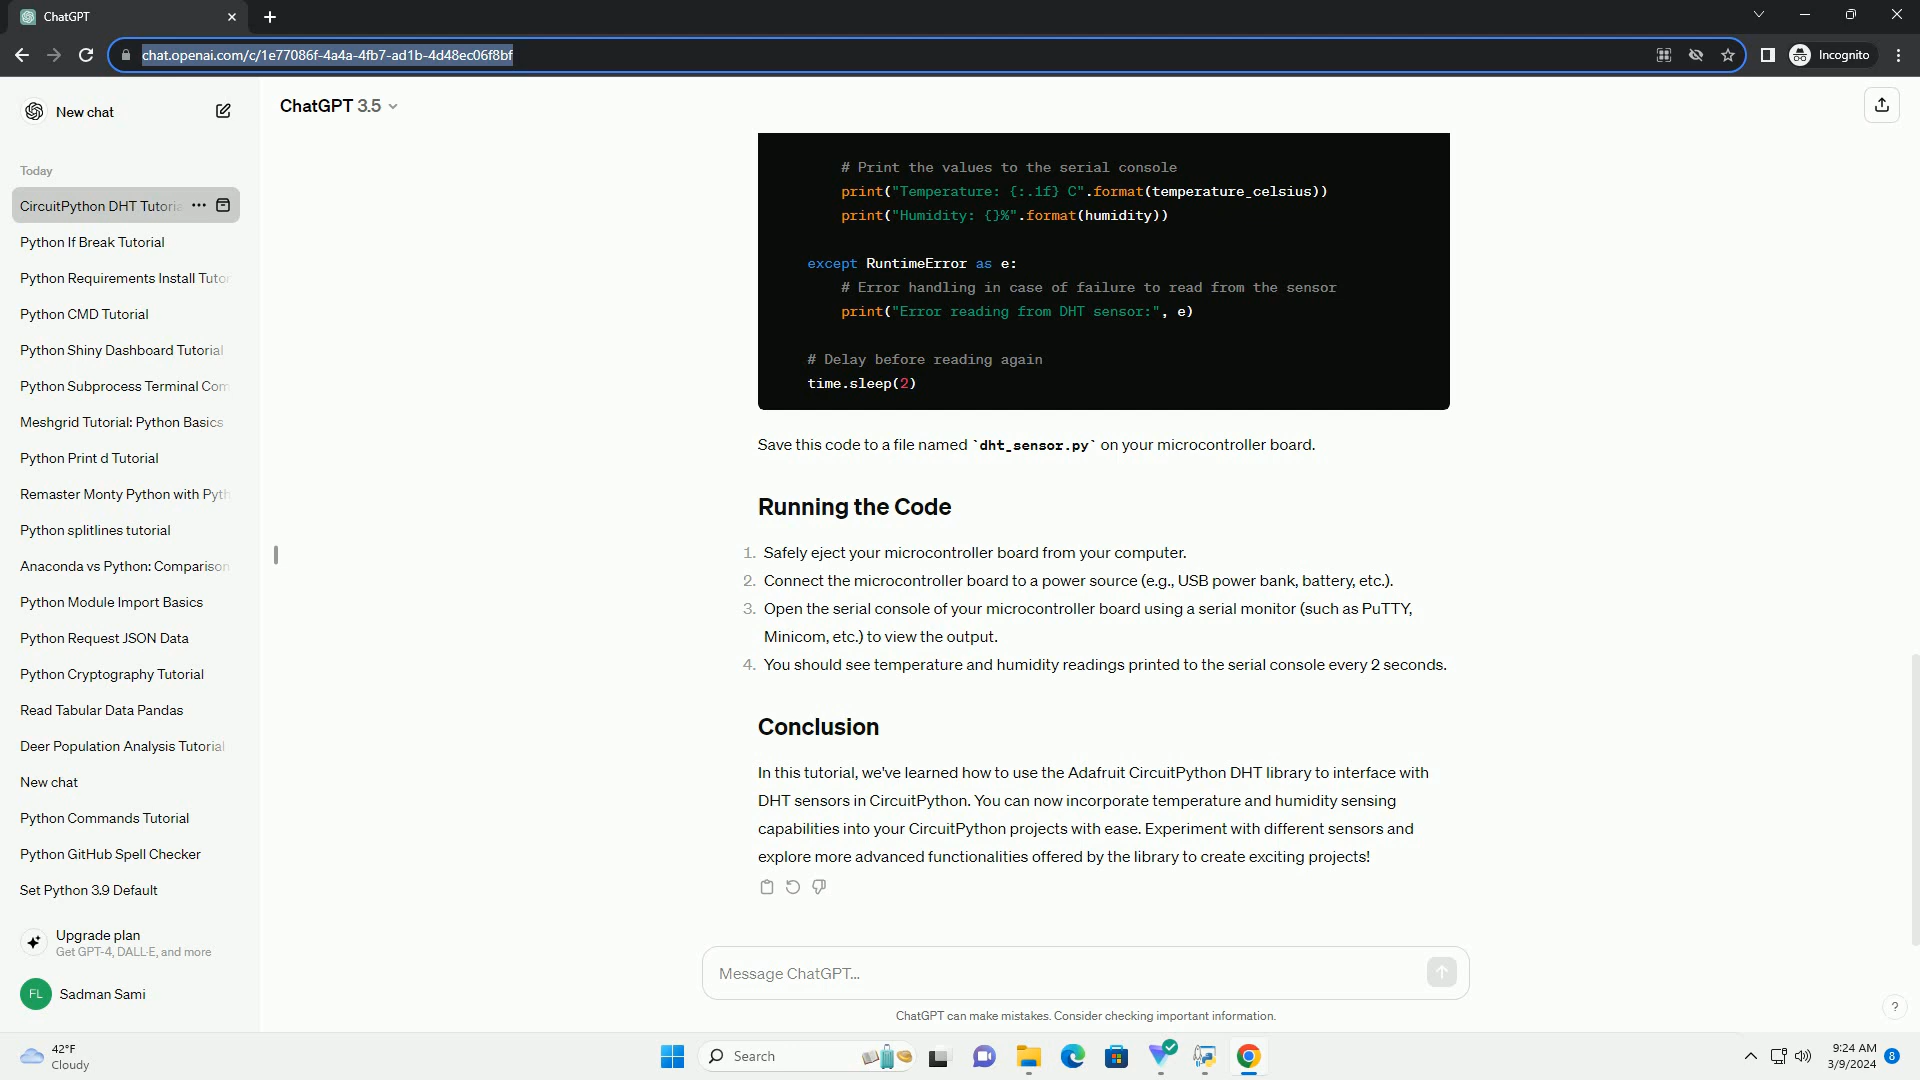 ChatGPT
chat.openai.com/c/1e77086f-4a4a-4fb7-ad1b-4d48ec06f8bf
Incognito
New chat
ChatGPT 3.5
Today
CircuitPython DHT Tutoria
Python If Break Tutorial
Python Requirements Install Tutor
Python CMD Tutorial
Python Shiny Dashboard Tutorial
Python Subprocess Terminal Com
Meshgrid Tutorial: Python Basics
Python Print d Tutorial
Remaster Monty Python with Pyth
Python splitlines tutorial
Anaconda vs Python: Comparison
Python Module Import Basics
Python Request JSON Data
Python Cryptography Tutorial
Read Tabular Data Pandas
Deer Population Analysis Tutorial
New chat
Python Commands Tutorial
Python GitHub Spell Checker
Set Python 3.9 Default
Upgrade plan
Get GPT-4, DALL·E, and more
FL Sadman Sami
# Print the values to the serial console
print("Temperature: {:.1f} C".format(temperature_celsius))
print("Humidity: {}%".format(humidity))
except RuntimeError as e:
# Error handling in case of failure to read from the sensor
print("Error reading from DHT sensor:", e)
# Delay before reading again
time.sleep(2)
Save this code to a file named `dht_sensor.py` on your microcontroller board.
Running the Code
1. Safely eject your microcontroller board from your computer.
2. Connect the microcontroller board to a power source (e.g., USB power bank, battery, etc.).
3. Open the serial console of your microcontroller board using a serial monitor (such as PuTTY,
Minicom, etc.) to view the output.
4. You should see temperature and humidity readings printed to the serial console every 2 seconds.
Conclusion
In this tutorial, we've learned how to use the Adafruit CircuitPython DHT library to interface with
DHT sensors in CircuitPython. You can now incorporate temperature and humidity sensing
capabilities into your CircuitPython projects with ease. Experiment with different sensors and
explore more advanced functionalities offered by the library to create exciting projects!
Message ChatGPT...
ChatGPT can make mistakes. Consider checking important information.
?
42°F
Cloudy
Search
9:24 AM
3/9/2024
8